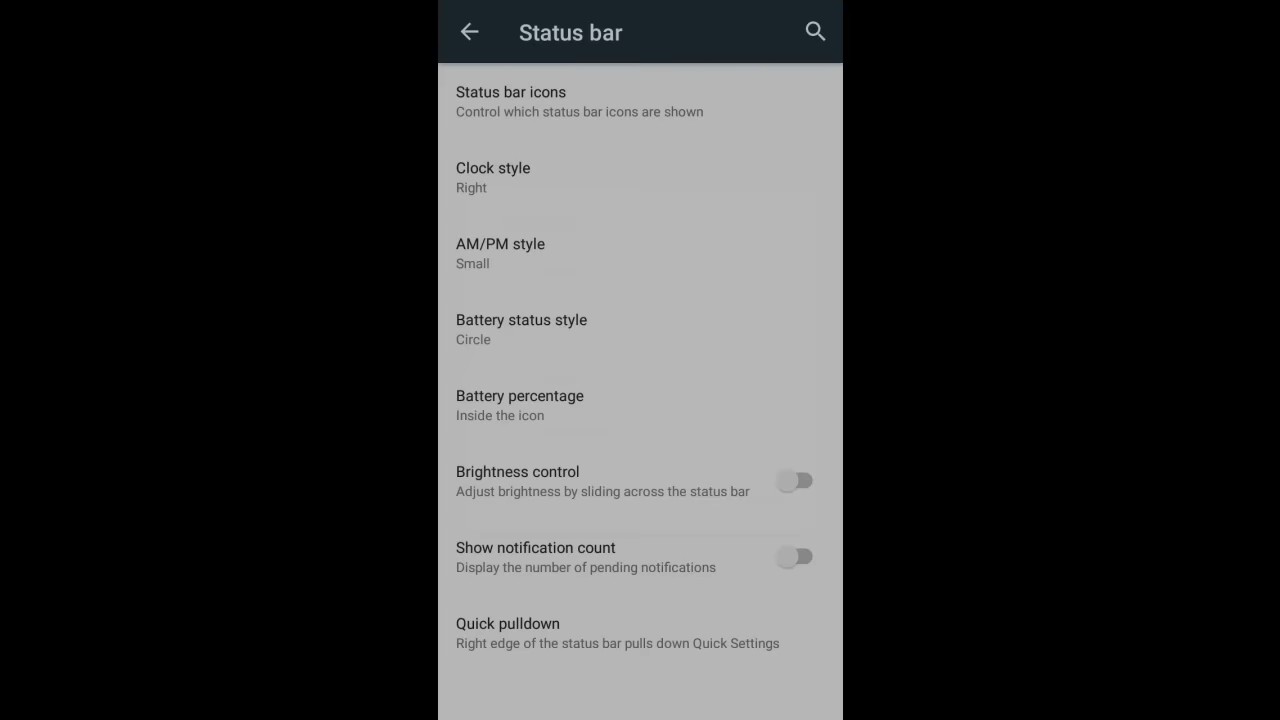 Status bar
Status bar icons
Control which status bar icons are shown
Clock style
Right
AM/PM style
Small
Battery status style
Circle
Battery percentage
Inside the icon
Brightness control
Adjust brightness by sliding across the status bar
Show notification count
Display the number of pending notifications
Quick pulldown
Right edge of the status bar pulls down Quick Settings